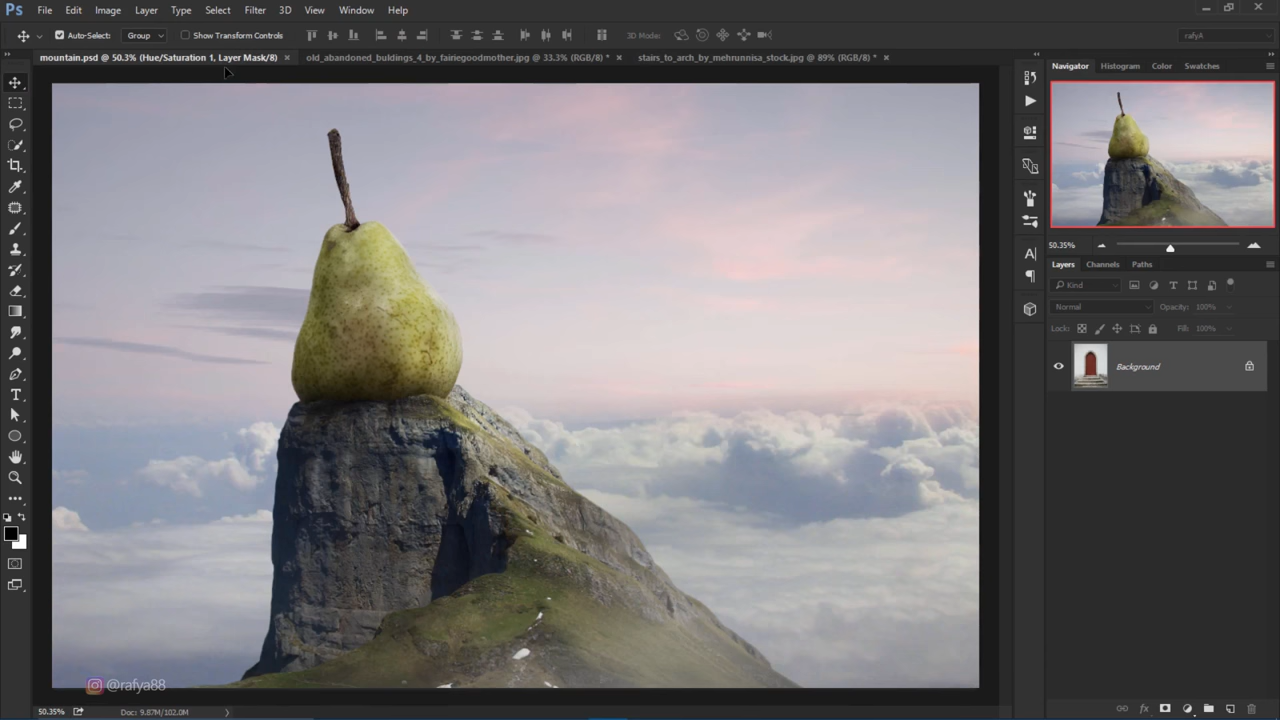 Ps File Edit Image Layer Type Select Filter 3D View Window Help
Auto-Select: Group Show Transform Controls 3D Mode: rafyA
mountain.psd @ 50.3% (Hue/Saturation 1, Layer Mask/8) × old_abandoned_buldings_4_by_fairiegoodmother.jpg @ 33.3% (RGB/8) * × stairs_to_arch_by_mehrunnisa_stock.jpg @ 89% (RGB/8) * ×
Navigator Histogram Color Swatches
50.35%
Layers Channels Paths
Kind
Normal Opacity: 100%
Lock: Fill: 100%
Background
@rafya88
50.35% Doc: 9.87M/102.0M
fx